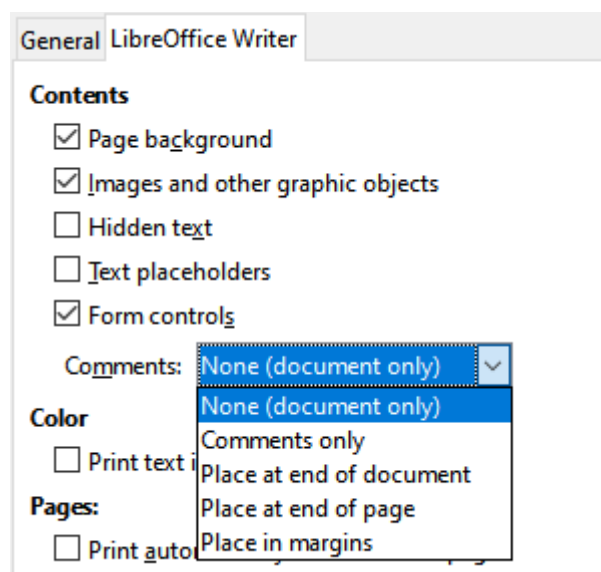 General LibreOffice Writer
Contents
Page background
Images and other graphic objects
Hidden text
Text placeholders
Form controls
Comments: None (document only)
None (document only)
Color
Comments only
Print text i
Place at end of document
Pages:
Place at end of page
Print
Place in margins